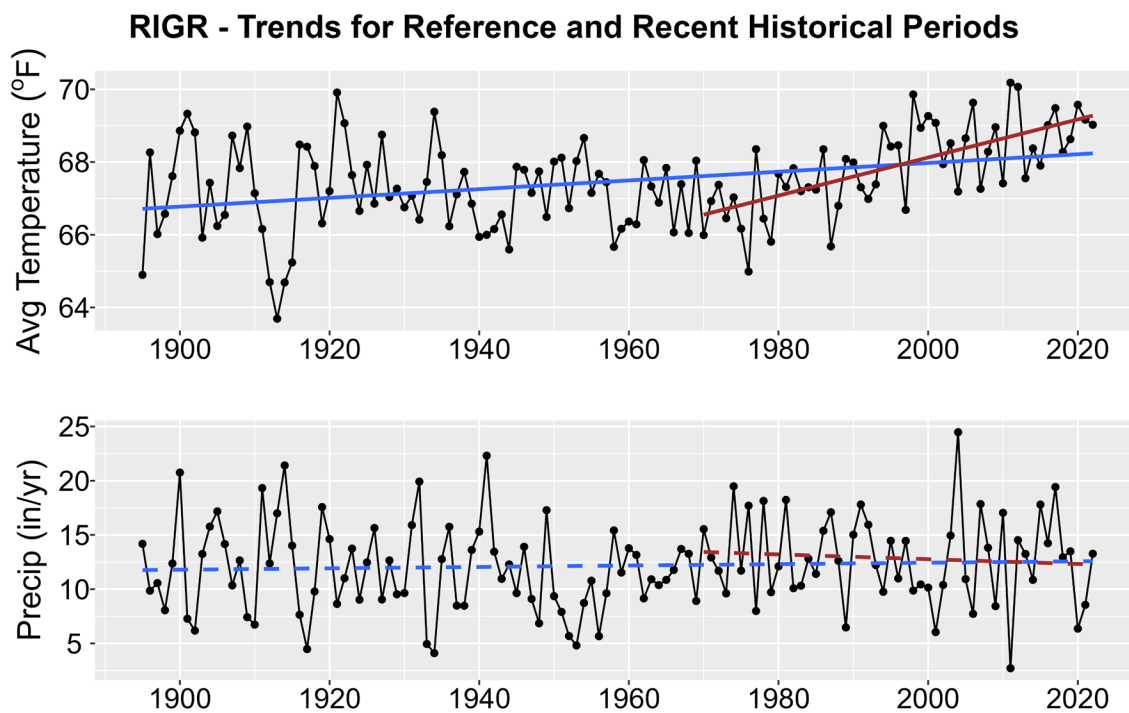 RIGR - Trends for Reference and Recent Historical Periods
Avg Temperature (°F)
70
68
66
64
1900 1920 1940 1960 1980 2000 2020
Precip (in/yr)
25
20
15
10
5
1900 1920 1940 1960 1980 2000 2020